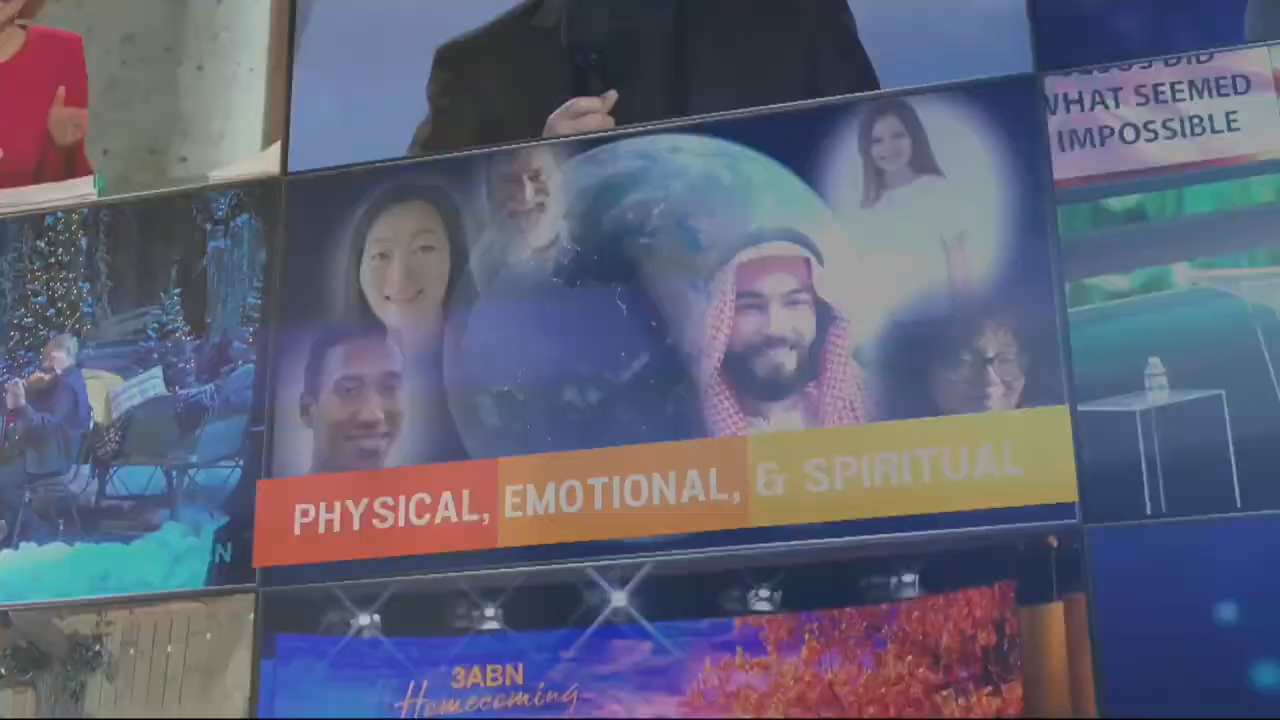 WHAT SEEMED
IMPOSSIBLE
PHYSICAL, EMOTIONAL, & SPIRITUAL
N
3ABN
Homecoming